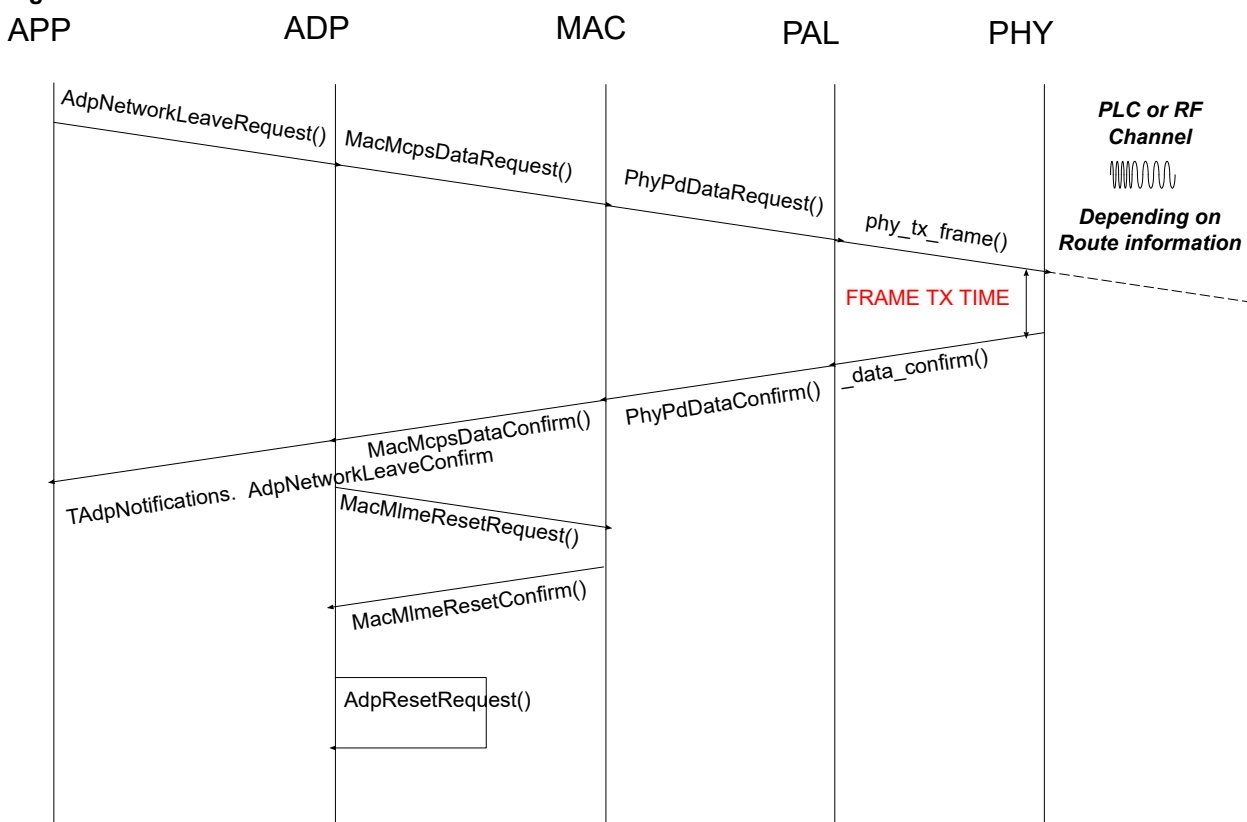 APP ADP MAC PAL PHY
AdpNetworkLeaveRequest()
MacMcpsDataRequest()
PhyPdDataRequest()
phy_tx_frame()
PLC or RF
Channel
Depending on
Route information
FRAME TX TIME
_data_confirm()
PhyPdDataConfirm()
MacMcpsDataConfirm()
TAdpNotifications. AdpNetworkLeaveConfirm
MacMlmeResetRequest()
MacMlmeResetConfirm()
AdpResetRequest()